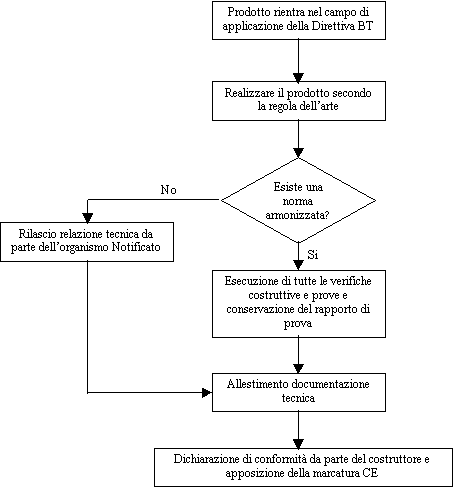 Prodotto rientra nel campo di
applicazione della Direttiva BT
Realizzare il prodotto secondo
la regola dell'arte
Esiste una
norma
armonizzata?
No
Si
Rilascio relazione tecnica da
parte dell'organismo Notificato
Esecuzione di tutte le verifiche
costruttive e prove e
conservazione del rapporto di
prova
Allestimento documentazione
tecnica
Dichiarazione di conformità da parte del costruttore e
apposizione della marcatura CE